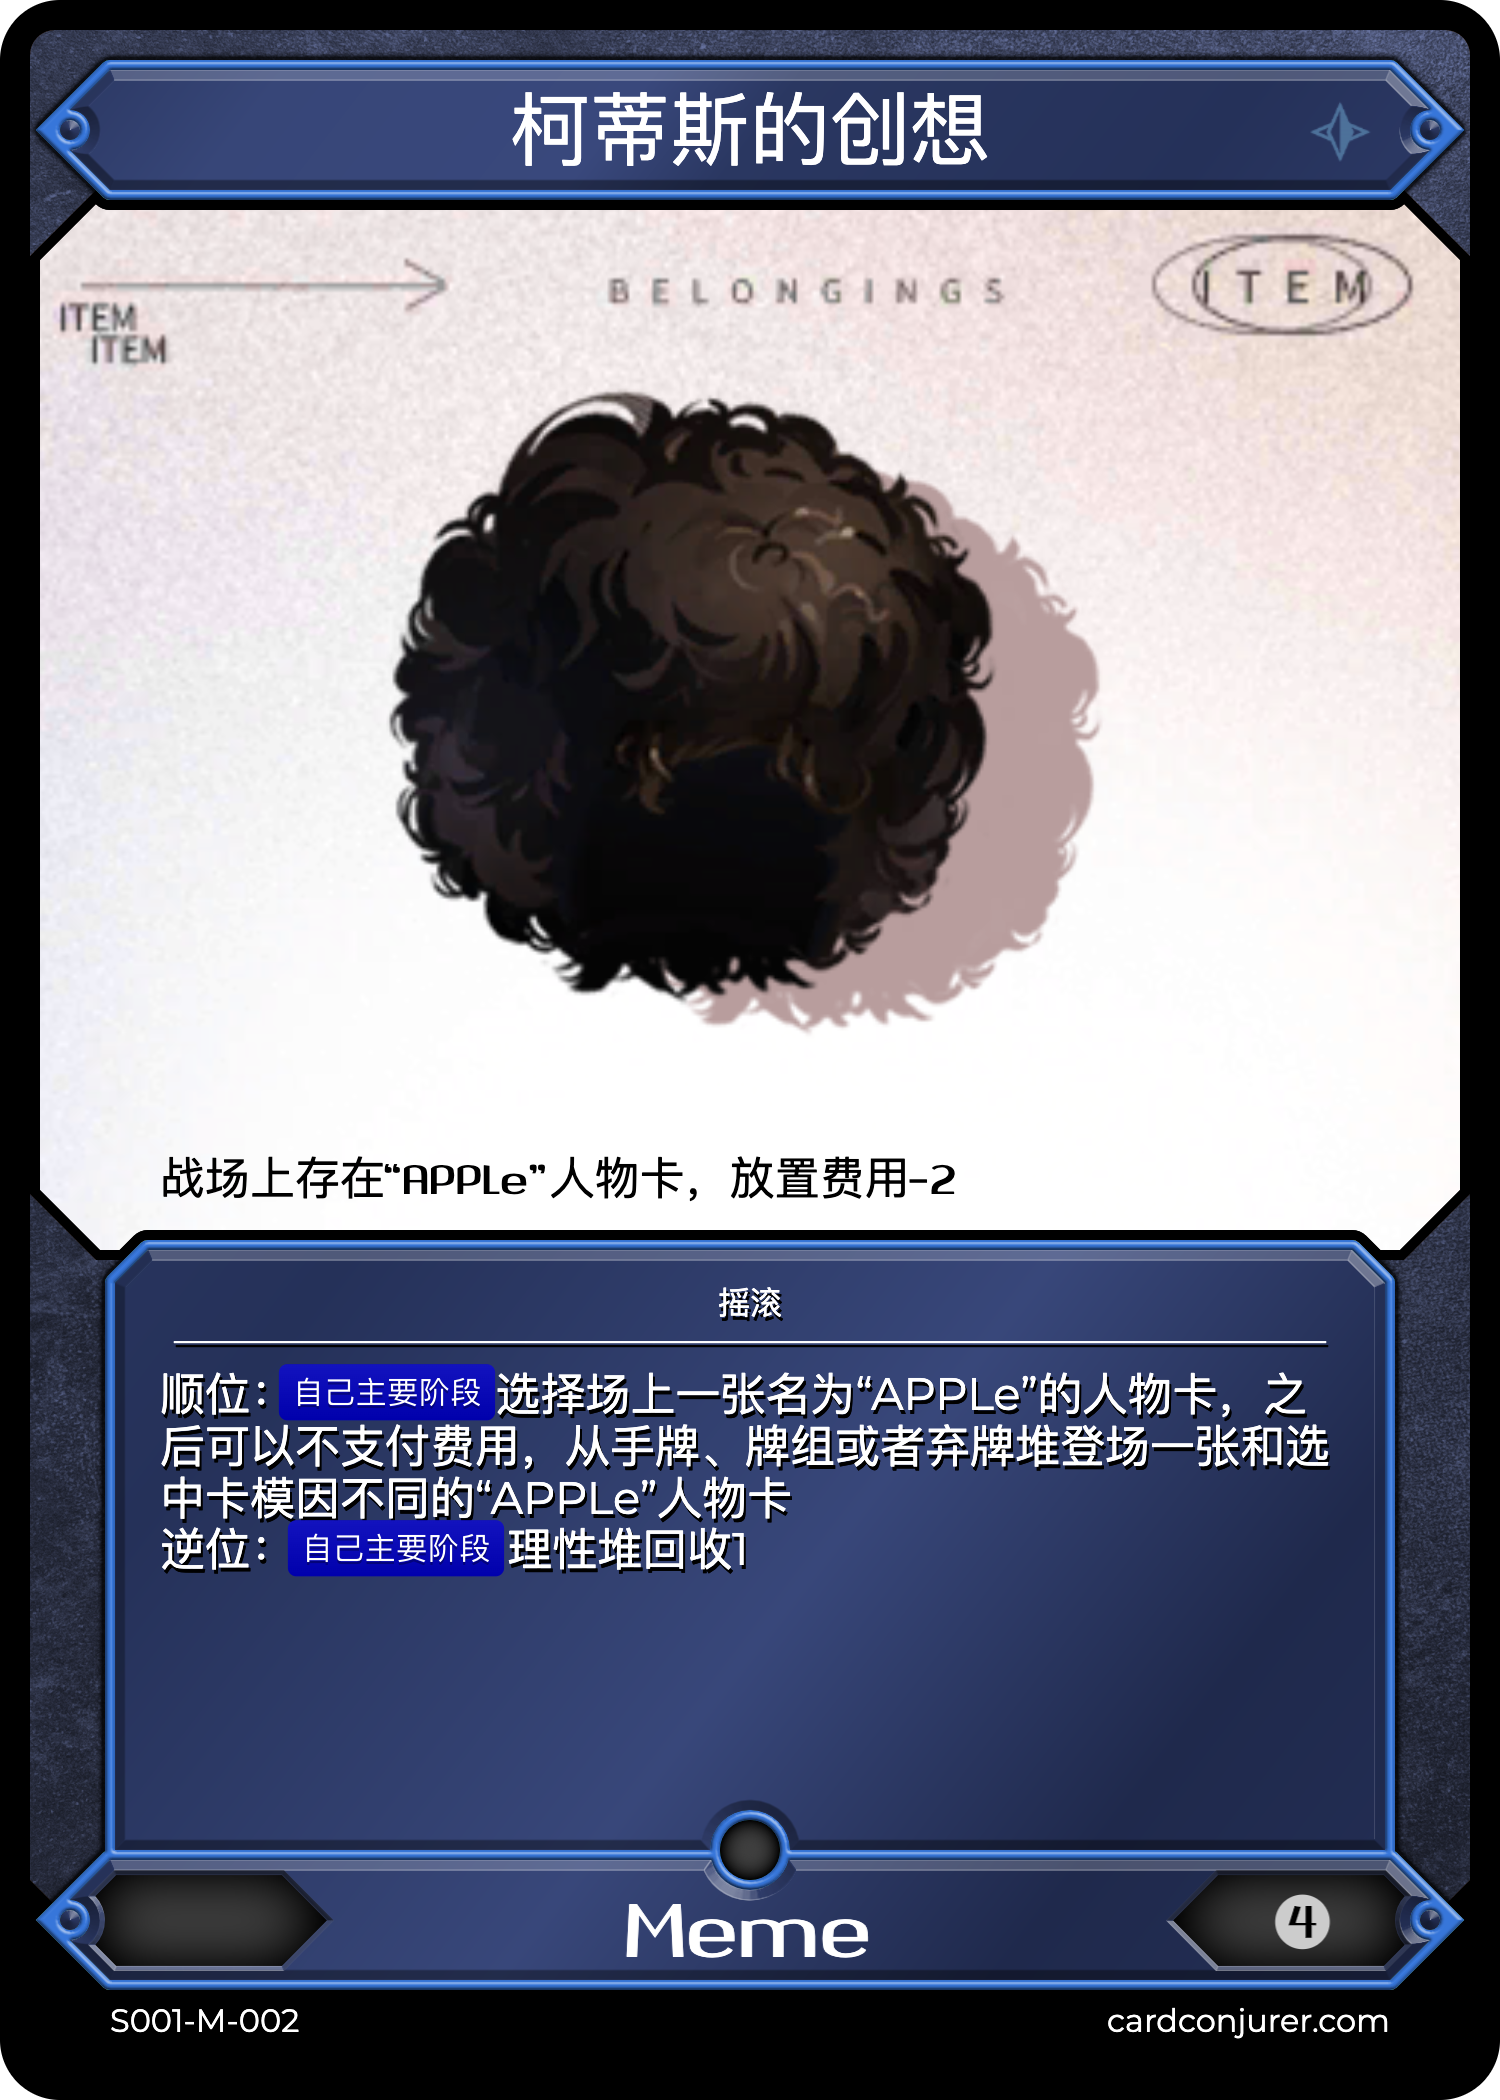 柯蒂斯的创想
BELONGINGS
ITEM
ITEM
ITEM
战场上存在“APPLe”人物卡，放置费用-2
摇滚
顺位：自己主要阶段选择场上一张名为“APPLe”的人物卡，之
后可以不支付费用，从手牌、牌组或者弃牌堆登场一张和选
中卡模因不同的“APPLe”人物卡
逆位：自己主要阶段理性堆回收1
Meme
4
S001-M-002
cardconjurer.com